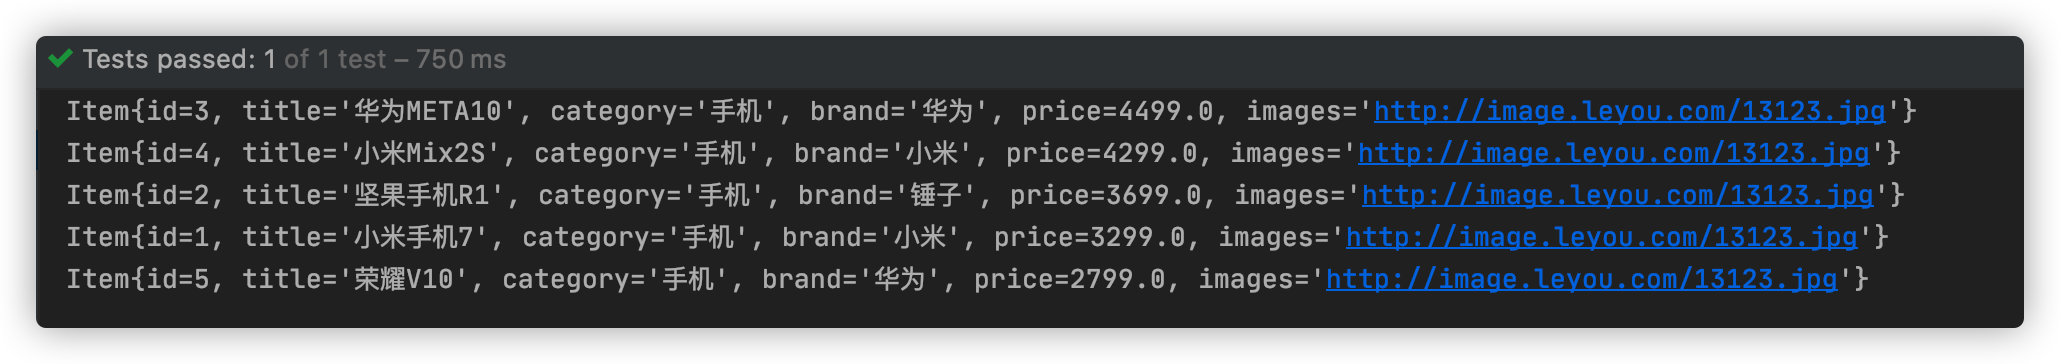 Tests passed: 1 of 1 test – 750 ms
Item{id=3, title='华为META10', category='手机', brand='华为', price=4499.0, images='http://image.leyou.com/13123.jpg'}
Item{id=4, title='小米Mix2S', category='手机', brand='小米', price=4299.0, images='http://image.leyou.com/13123.jpg'}
Item{id=2, title='坚果手机R1', category='手机', brand='锤子', price=3699.0, images='http://image.leyou.com/13123.jpg'}
Item{id=1, title='小米手机7', category='手机', brand='小米', price=3299.0, images='http://image.leyou.com/13123.jpg'}
Item{id=5, title='荣耀V10', category='手机', brand='华为', price=2799.0, images='http://image.leyou.com/13123.jpg'}